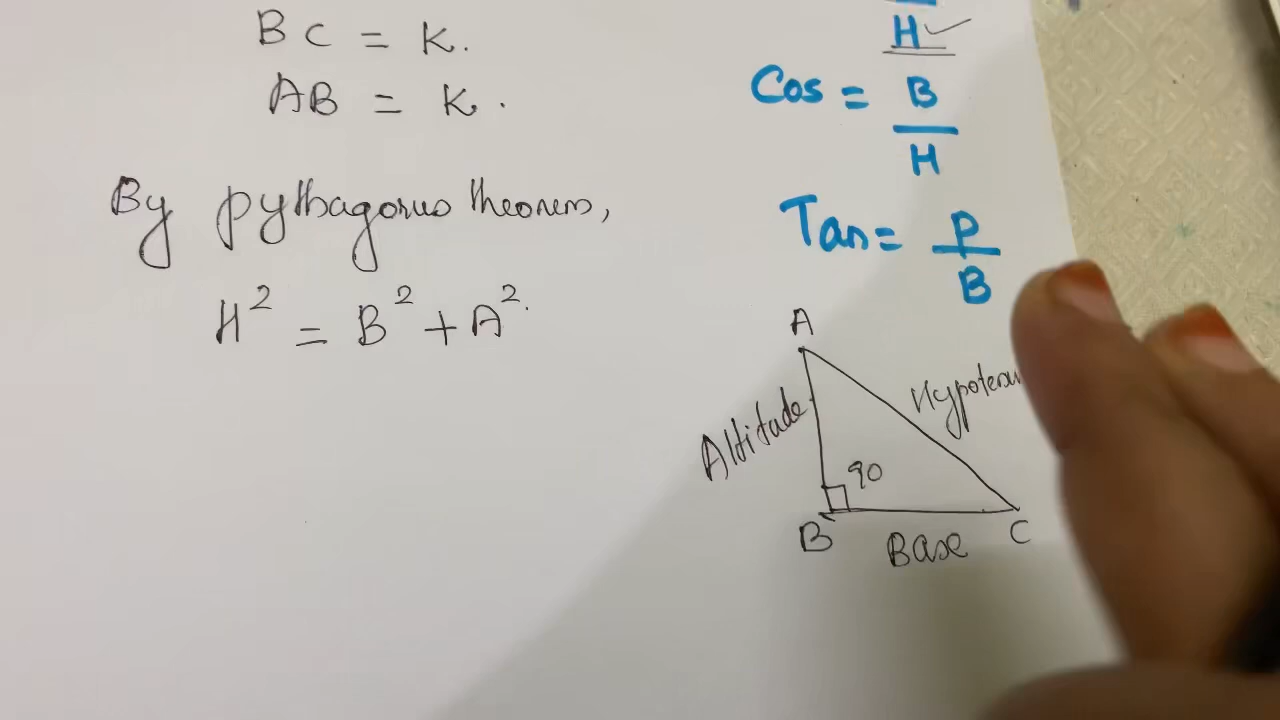 BC = K.
AB = K.
By pythagorus theorem,
H² = B² + A².
H
Cos = B
H
Tan = P
B
A
Altitude
90
B
Base
C